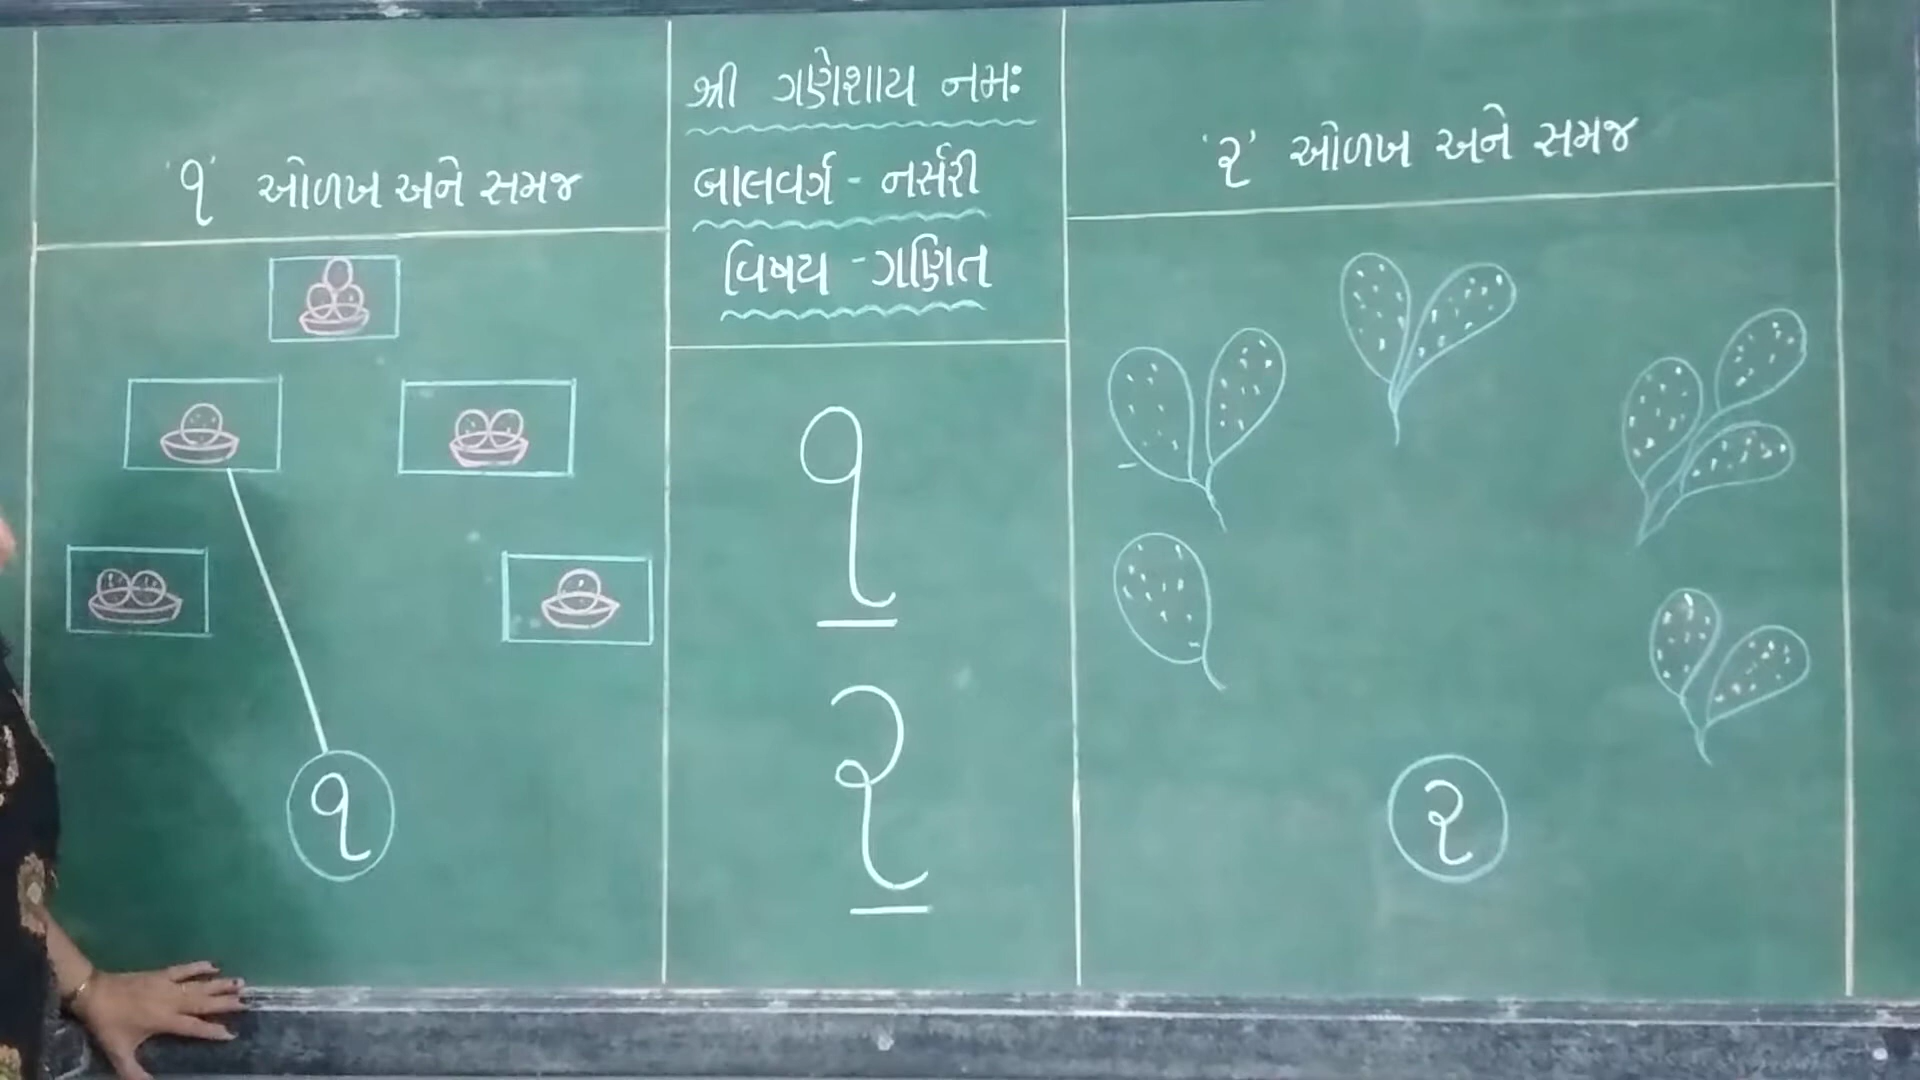 '૧' ઓળખ અને સમજ
૧
શ્રી ગણેશાય નમઃ
બાલવર્ગ - નર્સરી
વિષય - ગણિત
૧
૨
'૨' ઓળખ અને સમજ
૨